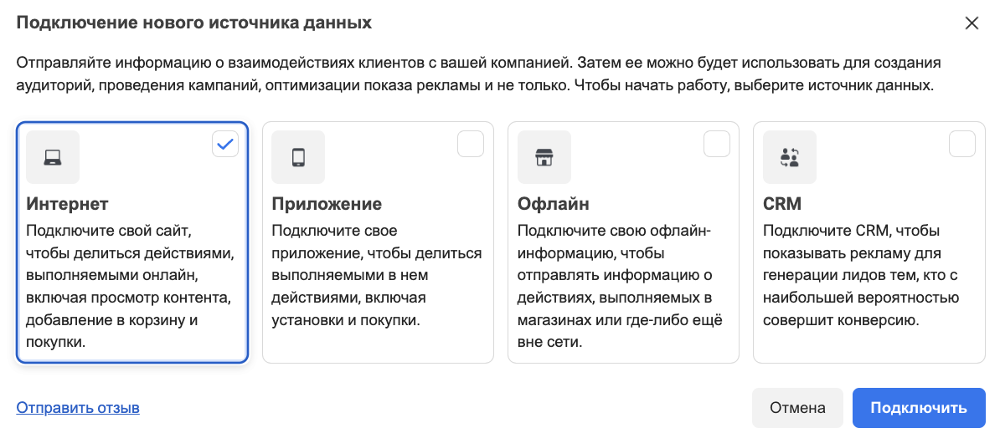 Подключение нового источника данных
Отправляйте информацию о взаимодействиях клиентов с вашей компанией. Затем ее можно будет использовать для создания
аудиторий, проведения кампаний, оптимизации показа рекламы и не только. Чтобы начать работу, выберите источник данных.
Интернет
Подключите свой сайт,
чтобы делиться действиями,
выполняемыми онлайн,
включая просмотр контента,
добавление в корзину и
покупки.
Приложение
Подключите свое
приложение, чтобы делиться
выполняемыми в нем
действиями, включая
установки и покупки.
Офлайн
Подключите свою офлайн-
информацию, чтобы
отправлять информацию о
действиях, выполняемых в
магазинах или где-либо ещё
вне сети.
CRM
Подключите CRM, чтобы
показывать рекламу для
генерации лидов тем, кто с
наибольшей вероятностью
совершит конверсию.
Отправить отзыв
Отмена
Подключить